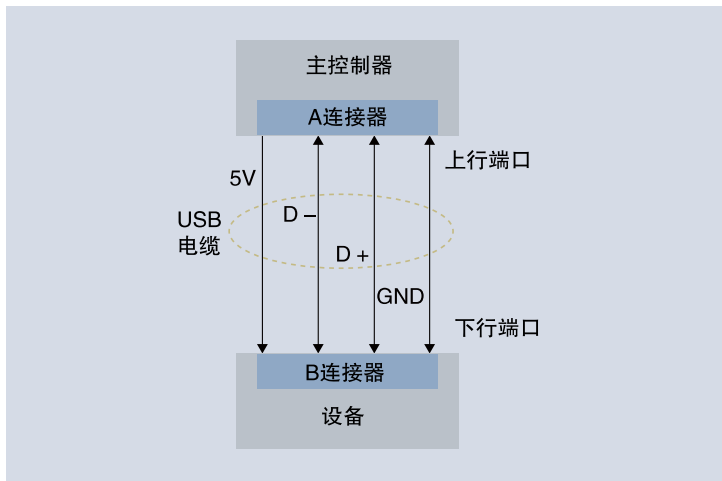 主控制器
A连接器
上行端口
5V
D –
USB
电缆
D +
GND
下行端口
B连接器
设备